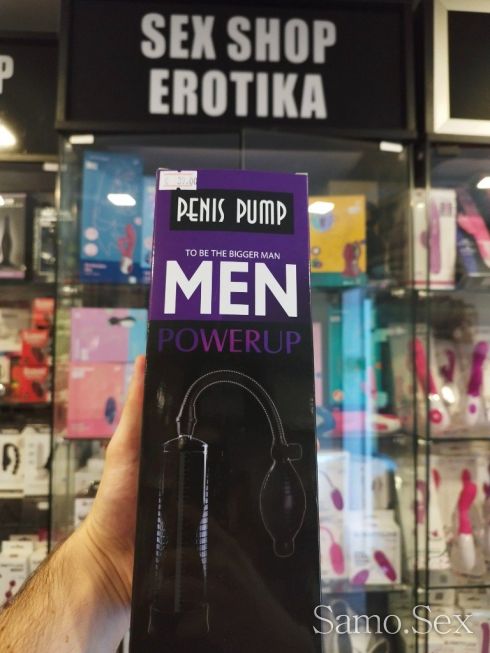 SEX SHOP
EROTIKA
PENIS PUMP
TO BE THE BIGGER MAN
MEN
POWERUP
Samo.Sex